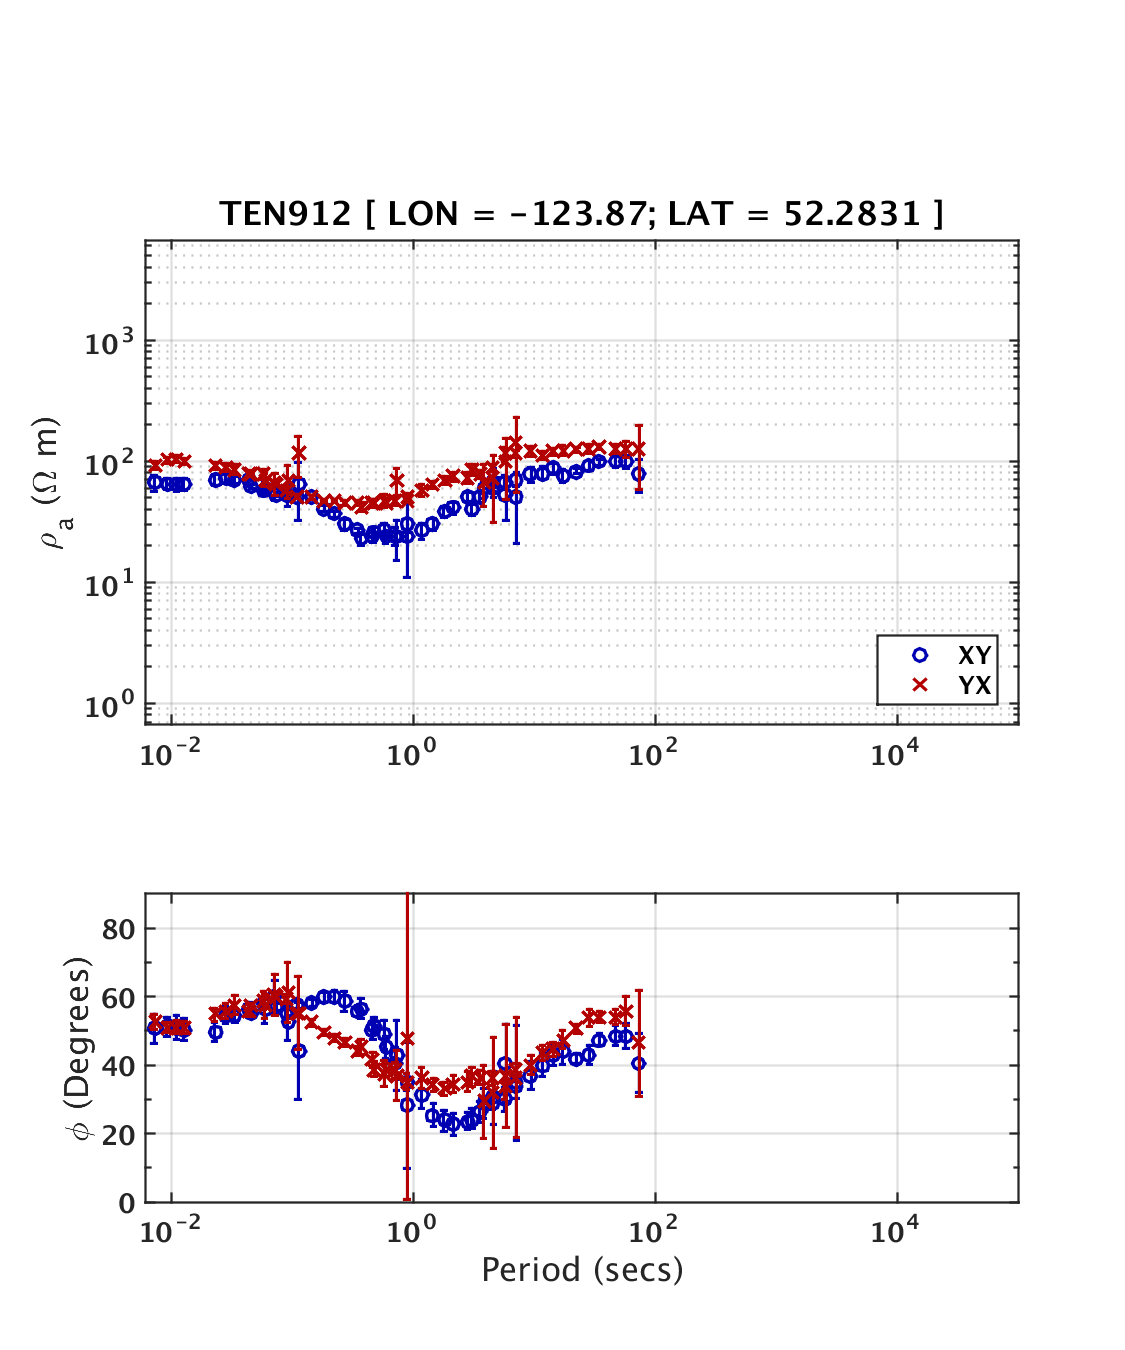 TEN912 [ LON = -123.87; LAT = 52.2831 ]
ρa (Ω m)
10^3
10^2
10^1
10^0
XY
YX
10^-2 10^0 10^2 10^4
ϕ (Degrees)
80
60
40
20
0
10^-2 10^0 10^2 10^4
Period (secs)